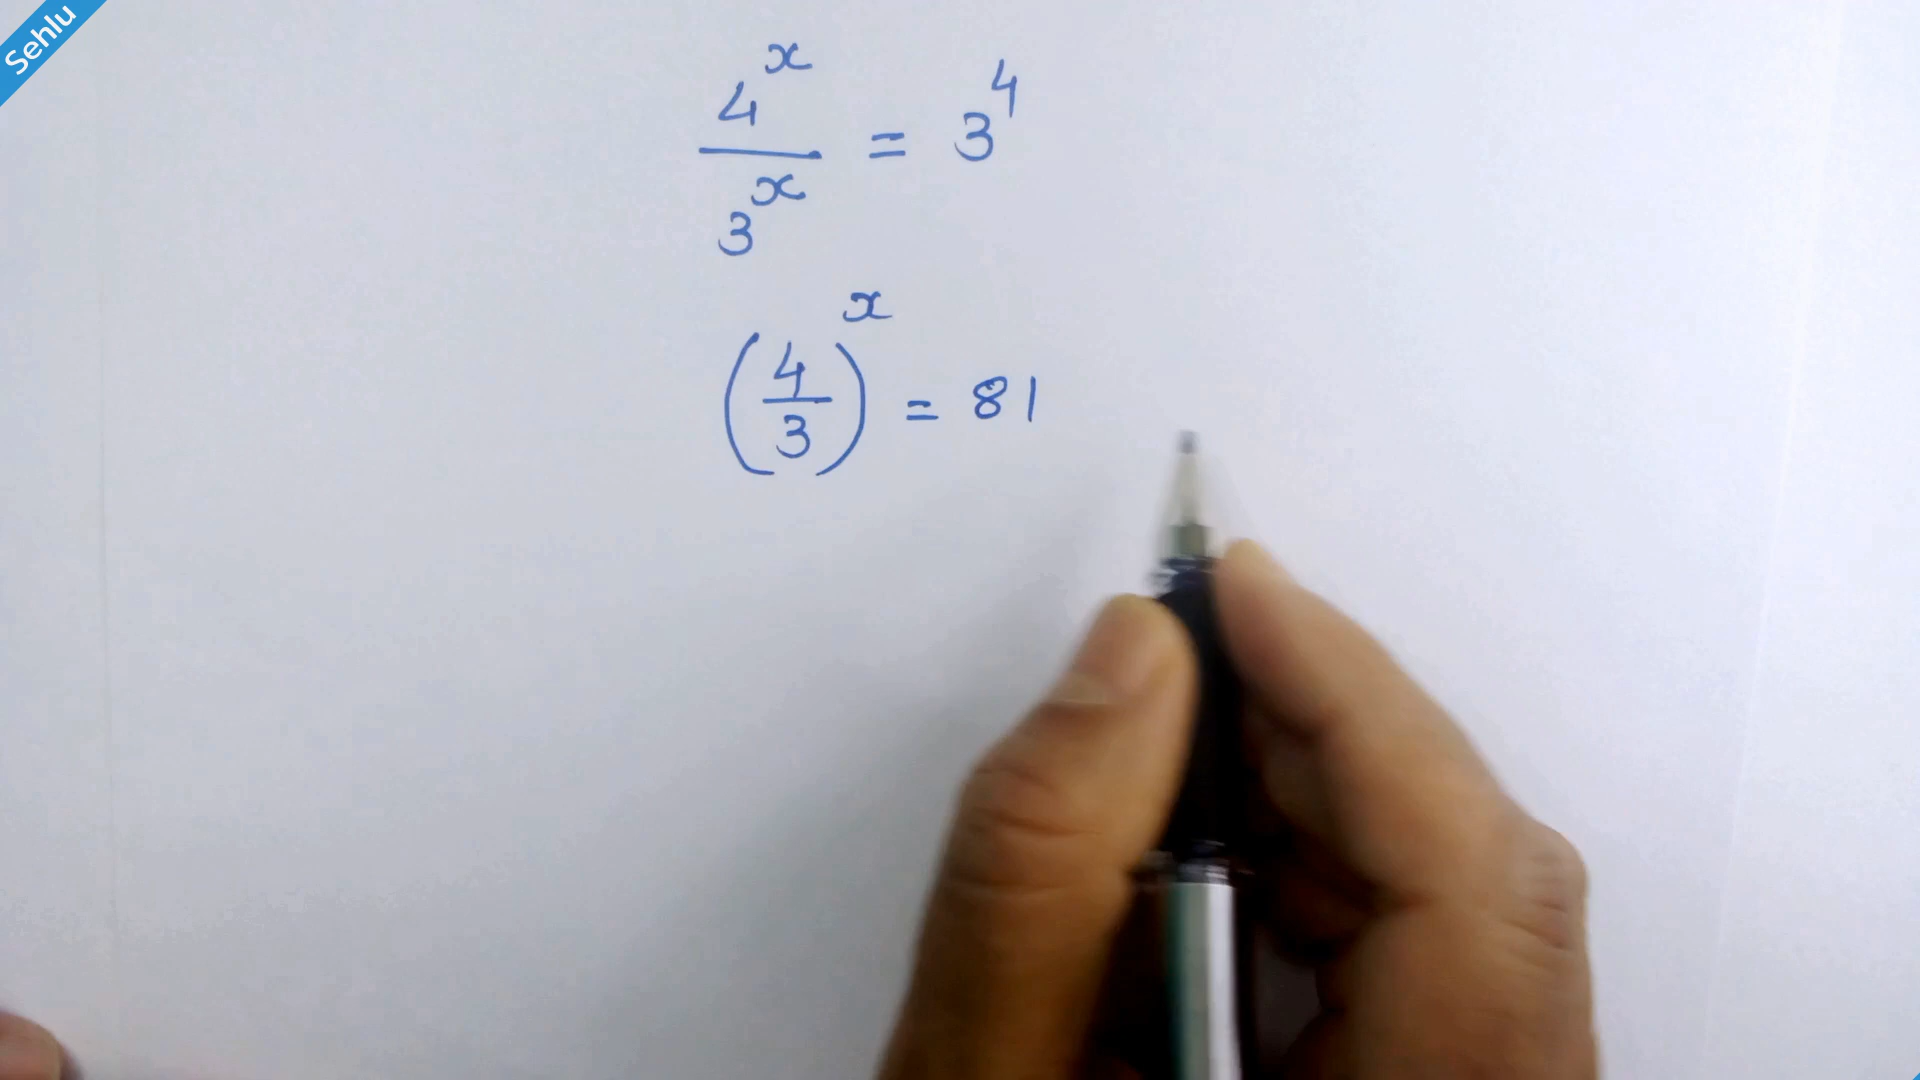 Sehlu
4^x / 3^x = 3^4
(4/3)^x = 81